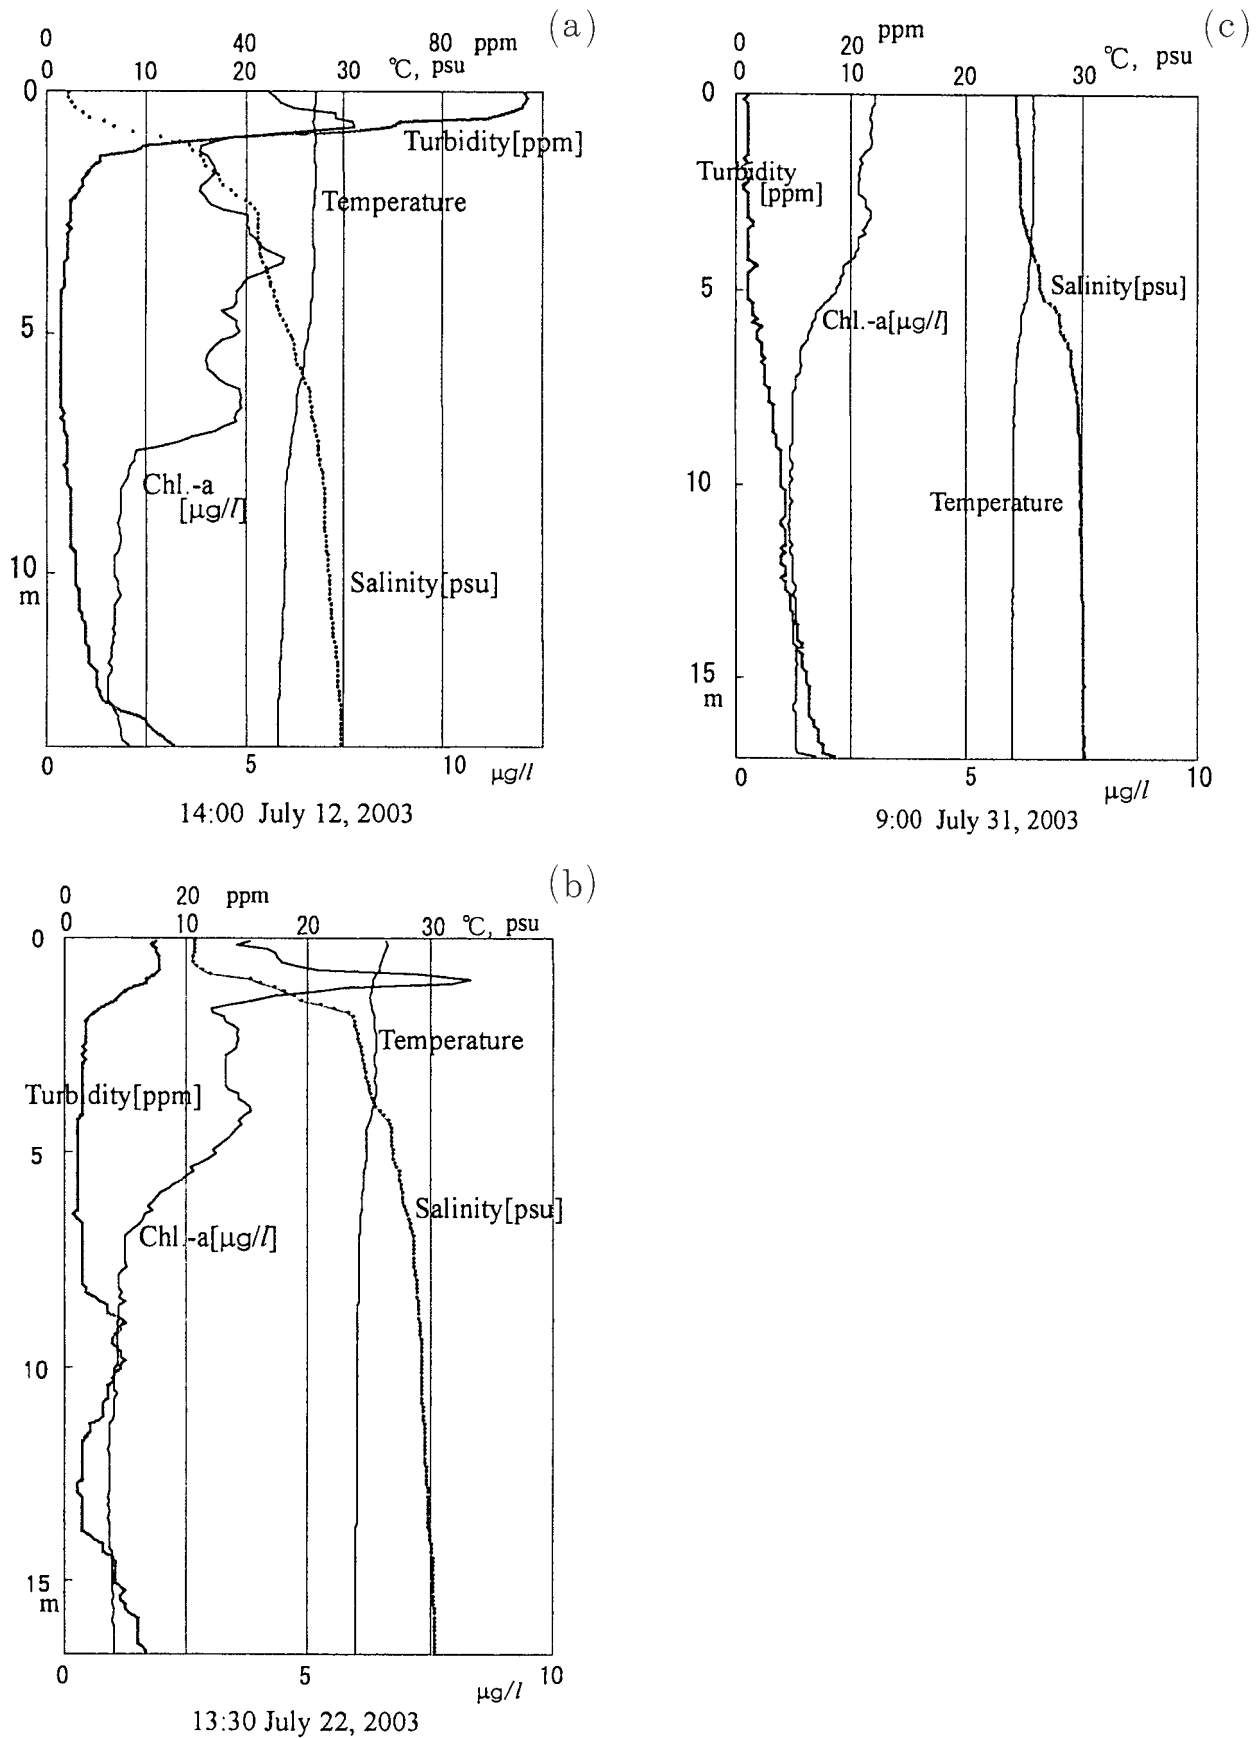 (a)
0 40 80 ppm
0 10 20 30 ℃, psu
0
Turbidity[ppm]
Temperature
5
Chl.-a
[μg/l]
10
Salinity[psu]
m
0 5 10
μg/l
14:00 July 12, 2003
(c)
0 20 ppm
0 10 20 30 ℃, psu
0
Turbidity
[ppm]
5
Salinity[psu]
Chl.-a[μg/l]
10
Temperature
15
m
0 5 10
μg/l
9:00 July 31, 2003
(b)
0 20 ppm
0 10 20 30 ℃, psu
0
Temperature
Turbidity[ppm]
5
Salinity[psu]
Chl.-a[μg/l]
10
15
m
0 5 10
μg/l
13:30 July 22, 2003